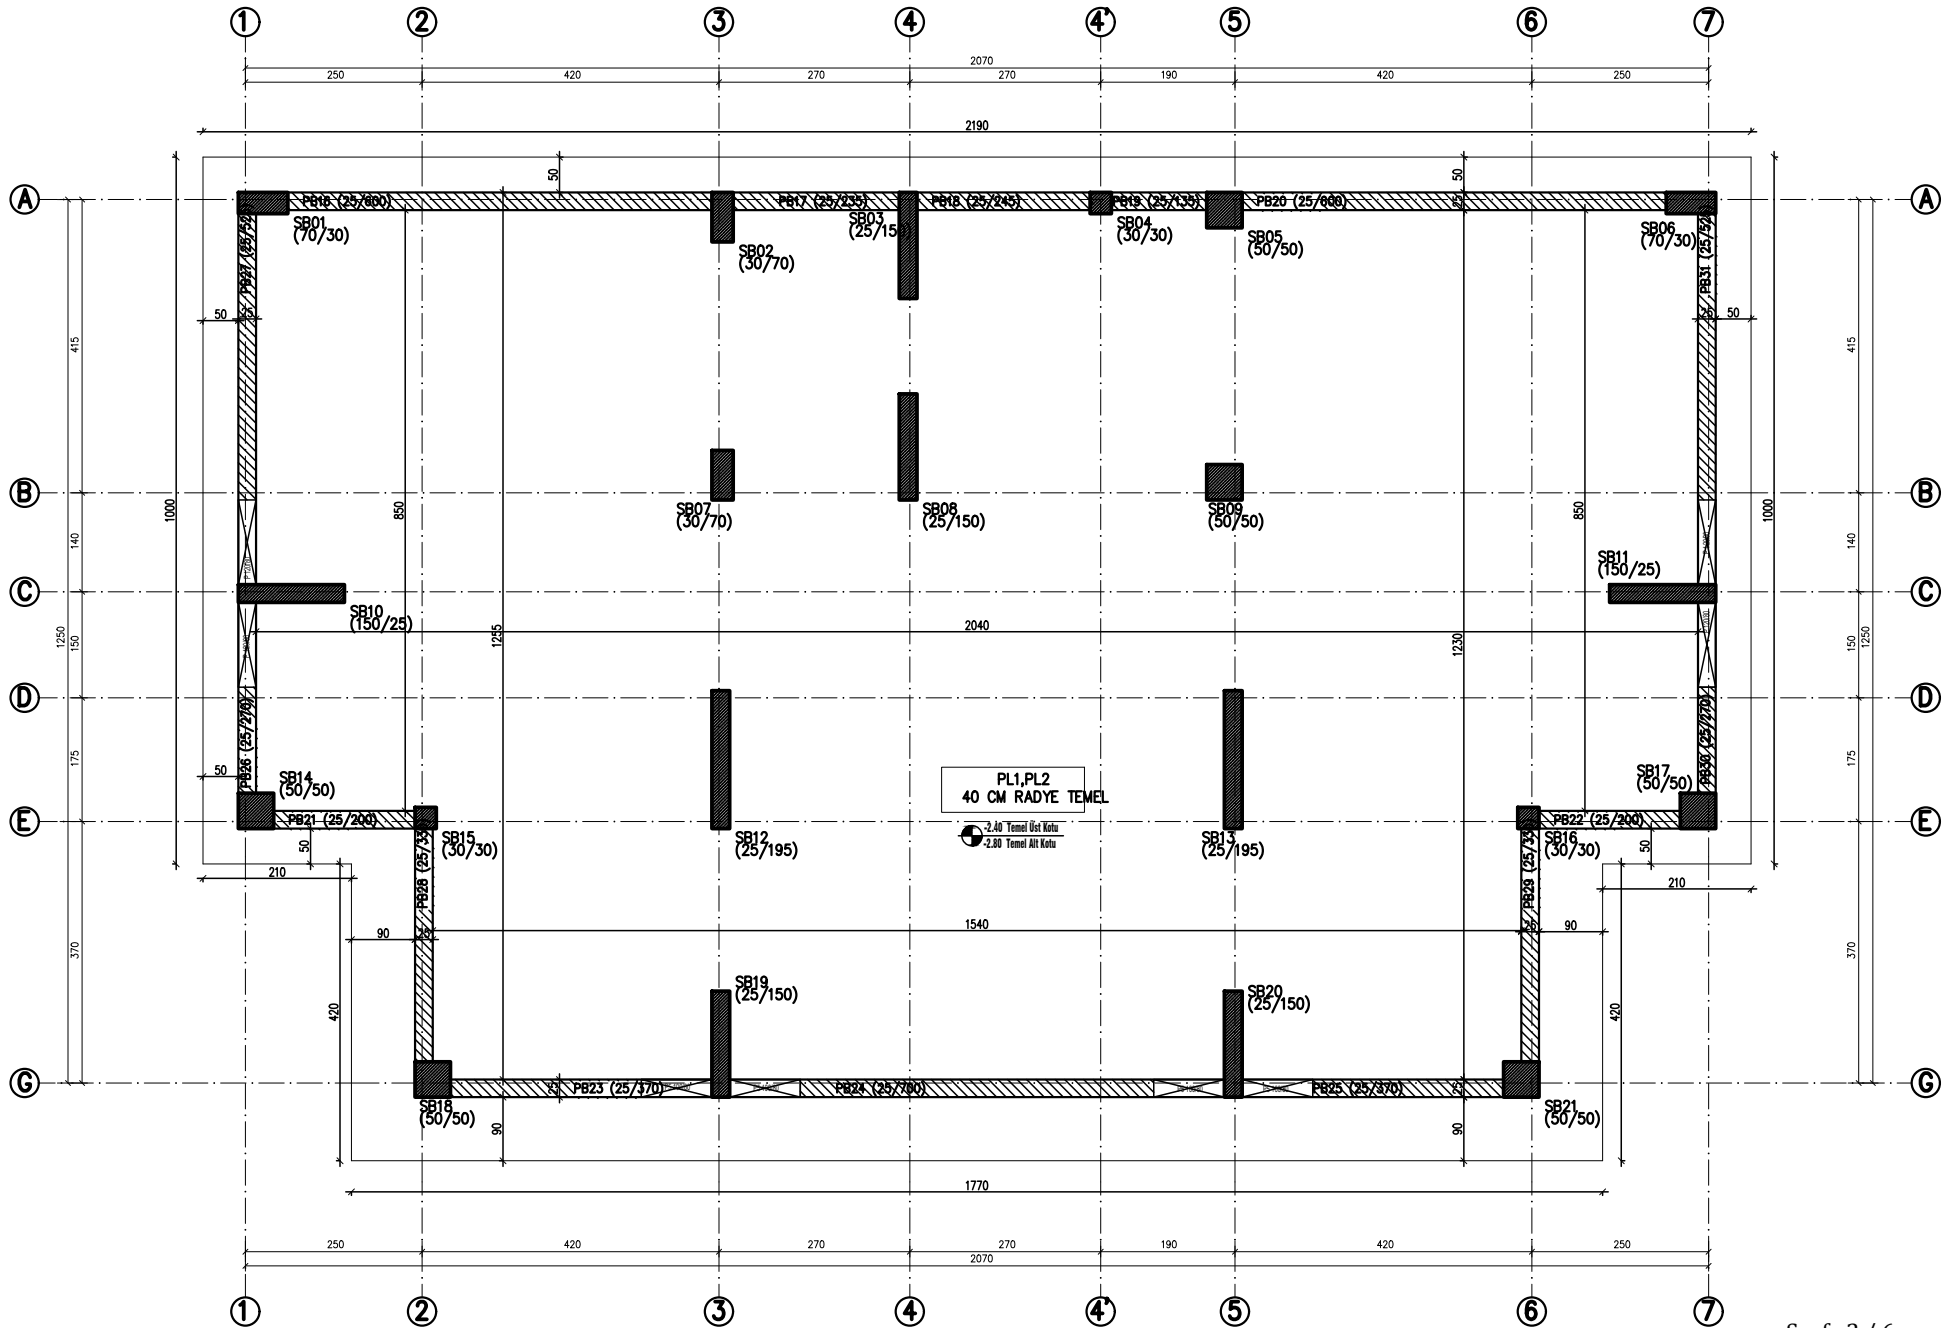 1 2 3 4 4' 5 6 7
2070
250 420 270 270 190 420 250
2190
50 50
A A
PB16 (25/600) PB17 (25/235) PB18 (25/245) PB19 (25/135) PB20 (25/600)
25
SB01
(70/30)
SB02
(30/70)
SB03
(25/150)
SB04
(30/30)
SB05
(50/50)
SB06
(70/30)
PB27 (25/520)
PB31 (25/520)
50 25
25 50
415 415
1000 850 850 1000
B B
SB07
(30/70)
SB08
(25/150)
SB09
(50/50)
140 140
SB11
(150/25)
C C
SB10
(150/25)
1250 150 1255 2040 1230 150 1250
D D
PB26 (25/270)
PB30 (25/270)
175 175
50
SB14
(50/50)
SB17
(50/50)
PL1,PL2
40 CM RADYE TEMEL
E E
PB21 (25/200)
PB22 (25/200)
-2.40 Temel Üst Kotu
-2.80 Temel Alt Kotu
SB15
(30/30)
SB12
(25/195)
SB13
(25/195)
SB16
(30/30)
50 50
210 210
PB28 (25/330)
PB29 (25/330)
90 25 1540 25 90
370 370
SB19
(25/150)
SB20
(25/150)
420 420
G G
PB23 (25/370) PB24 (25/700) PB25 (25/370)
25 25
SB18
(50/50)
SB21
(50/50)
90 90
1770
250 420 270 270 190 420 250
2070
1 2 3 4 4' 5 6 7